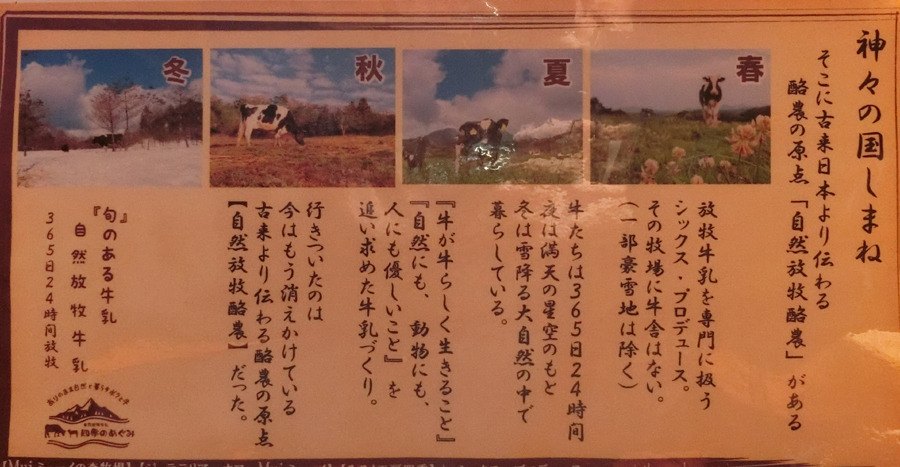 神々の国しまね
そこに古来日本より伝わる
酪農の原点「自然放牧酪農」がある
春
夏
秋
冬
放牧牛乳を専門に扱う
シックス・プロデュース。
その牧場に牛舎はない。
(一部豪雪地は除く)
牛たちは365日24時間
夜は満天の星空のもと
冬は雪降る大自然の中で
暮らしている。
『牛が牛らしく生きること』
『自然にも、動物にも、
人にも優しいこと』を
追い求めた牛乳づくり。
行きついたのは
今はもう消えかけている
古来より伝わる酪農の原点
【自然放牧酪農】だった。
『旬のある牛乳』
自然放牧牛乳
365日24時間放牧
四季のめぐみ